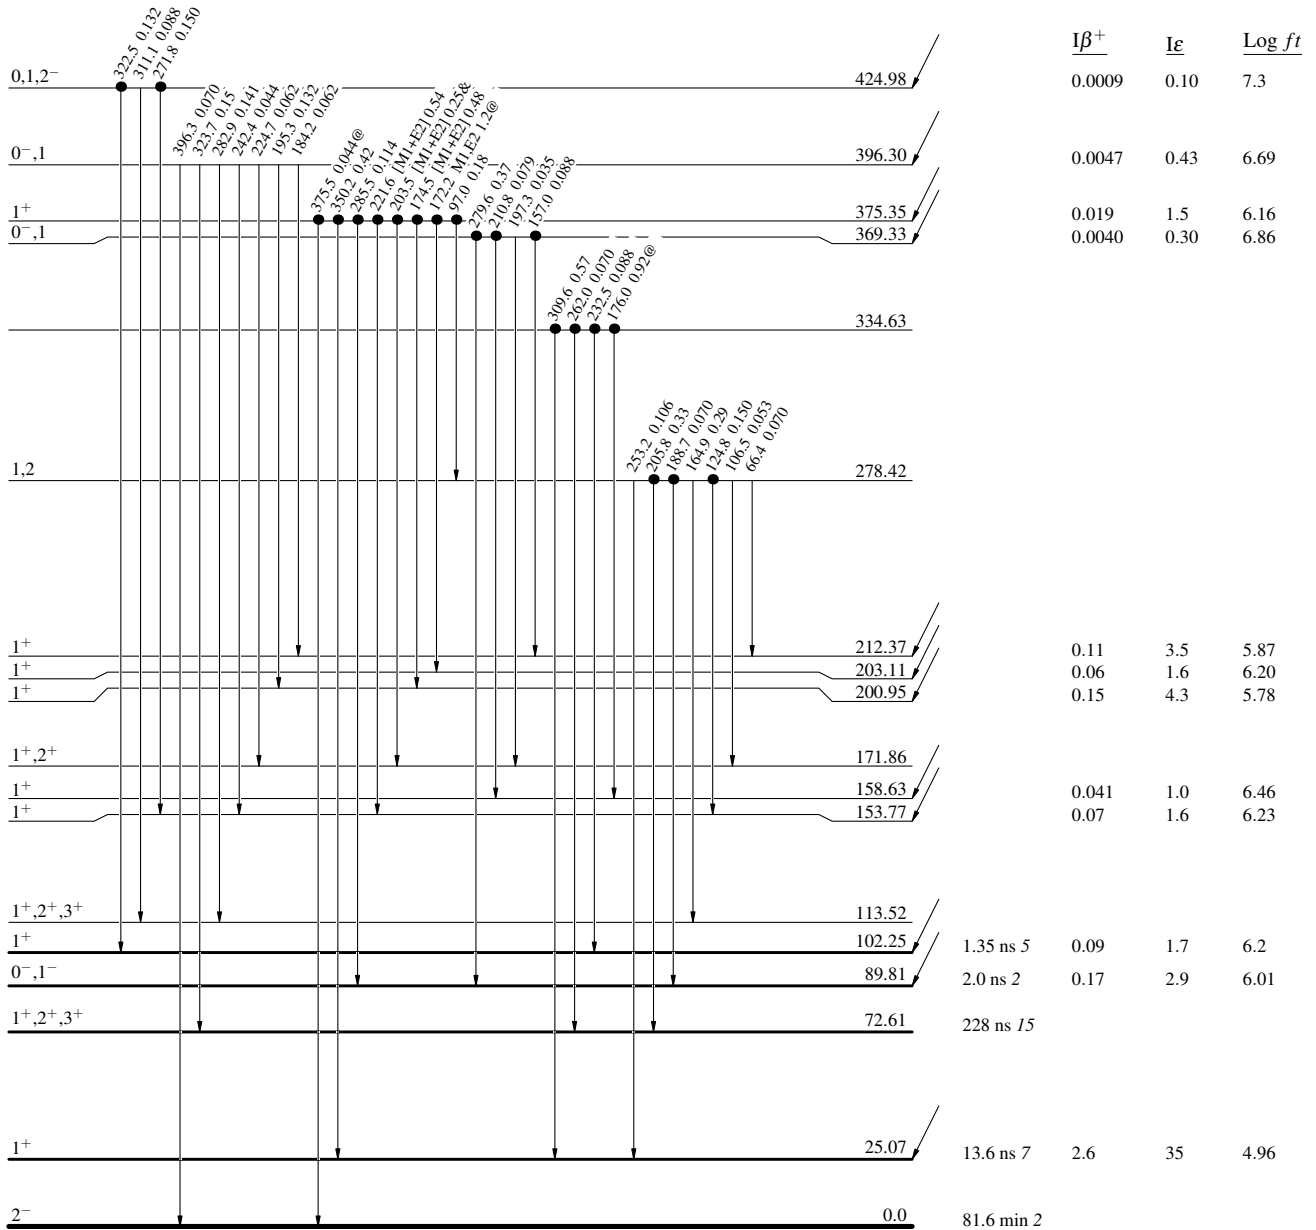 Iβ⁺ Iε Log ft
322.5 0.132
311.1 0.088
271.8 0.150
0,1,2⁻ 424.98 0.0009 0.10 7.3
396.3 0.070
323.7 0.15
282.9 0.141
242.4 0.044
224.7 0.062
195.3 0.132
184.2 0.062
0⁻,1 396.30 0.0047 0.43 6.69
375.5 0.044@
350.2 0.42
285.5 0.114
221.6 [M1+E2] 0.54
203.5 [M1+E2] 0.25&
174.5 [M1+E2] 0.48
172.2 M1,E2 1.2@
97.0 0.18
1⁺ 375.35 0.019 1.5 6.16
279.6 0.37
210.8 0.079
197.3 0.035
157.0 0.088
0⁻,1 369.33 0.0040 0.30 6.86
309.6 0.57
262.0 0.070
232.5 0.088
176.0 0.92@
334.63
253.2 0.106
205.8 0.33
188.7 0.070
164.9 0.29
124.8 0.150
106.5 0.053
66.4 0.070
1,2 278.42
1⁺ 212.37 0.11 3.5 5.87
1⁺ 203.11 0.06 1.6 6.20
1⁺ 200.95 0.15 4.3 5.78
1⁺,2⁺ 171.86
1⁺ 158.63 0.041 1.0 6.46
1⁺ 153.77 0.07 1.6 6.23
1⁺,2⁺,3⁺ 113.52
1⁺ 102.25 1.35 ns 5 0.09 1.7 6.2
0⁻,1⁻ 89.81 2.0 ns 2 0.17 2.9 6.01
1⁺,2⁺,3⁺ 72.61 228 ns 15
1⁺ 25.07 13.6 ns 7 2.6 35 4.96
2⁻ 0.0 81.6 min 2